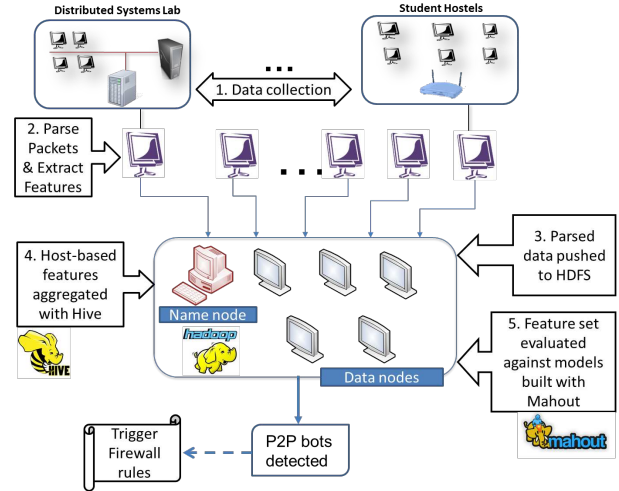 Distributed Systems Lab
Student Hostels
...
1. Data collection
2. Parse
Packets
& Extract
Features
...
3. Parsed
data pushed
to HDFS
4. Host-based
features
aggregated
with Hive
HIVE
Name node
hadoop
Data nodes
5. Feature set
evaluated
against models
built with
Mahout
mahout
Trigger
Firewall
rules
P2P bots
detected